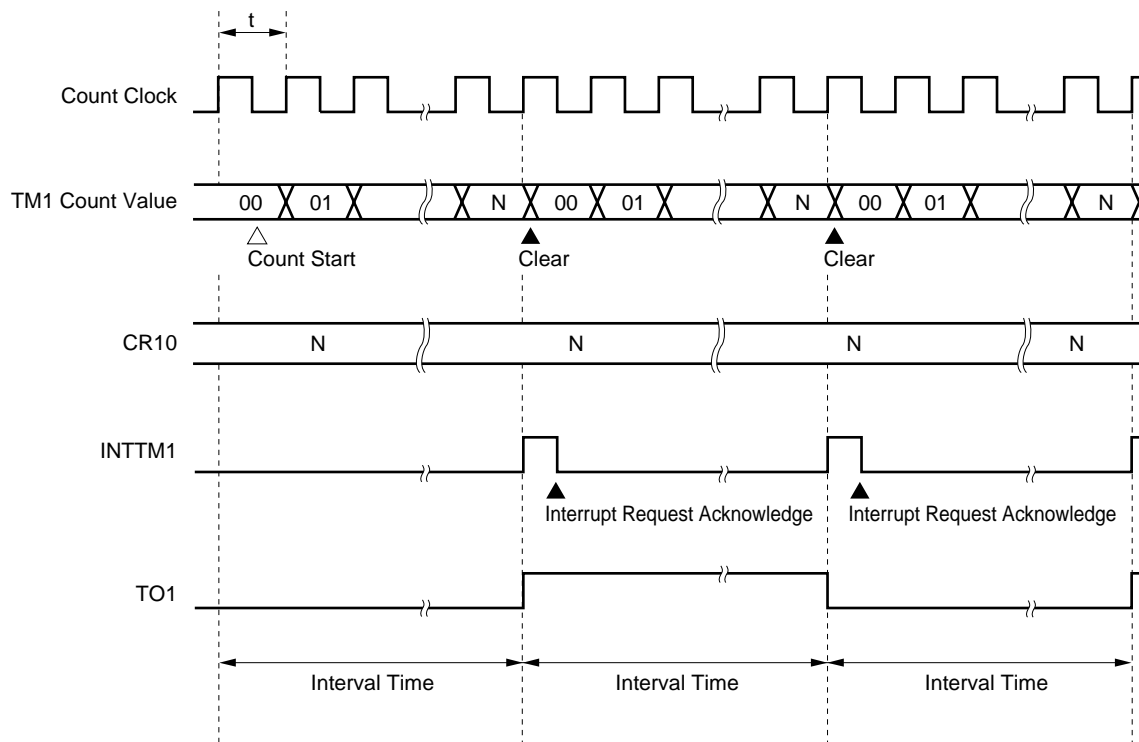 t
Count Clock
TM1 Count Value 00 01 N 00 01 N 00 01 N
Count Start Clear Clear
CR10 N N N N
INTTM1
Interrupt Request Acknowledge Interrupt Request Acknowledge
TO1
Interval Time Interval Time Interval Time